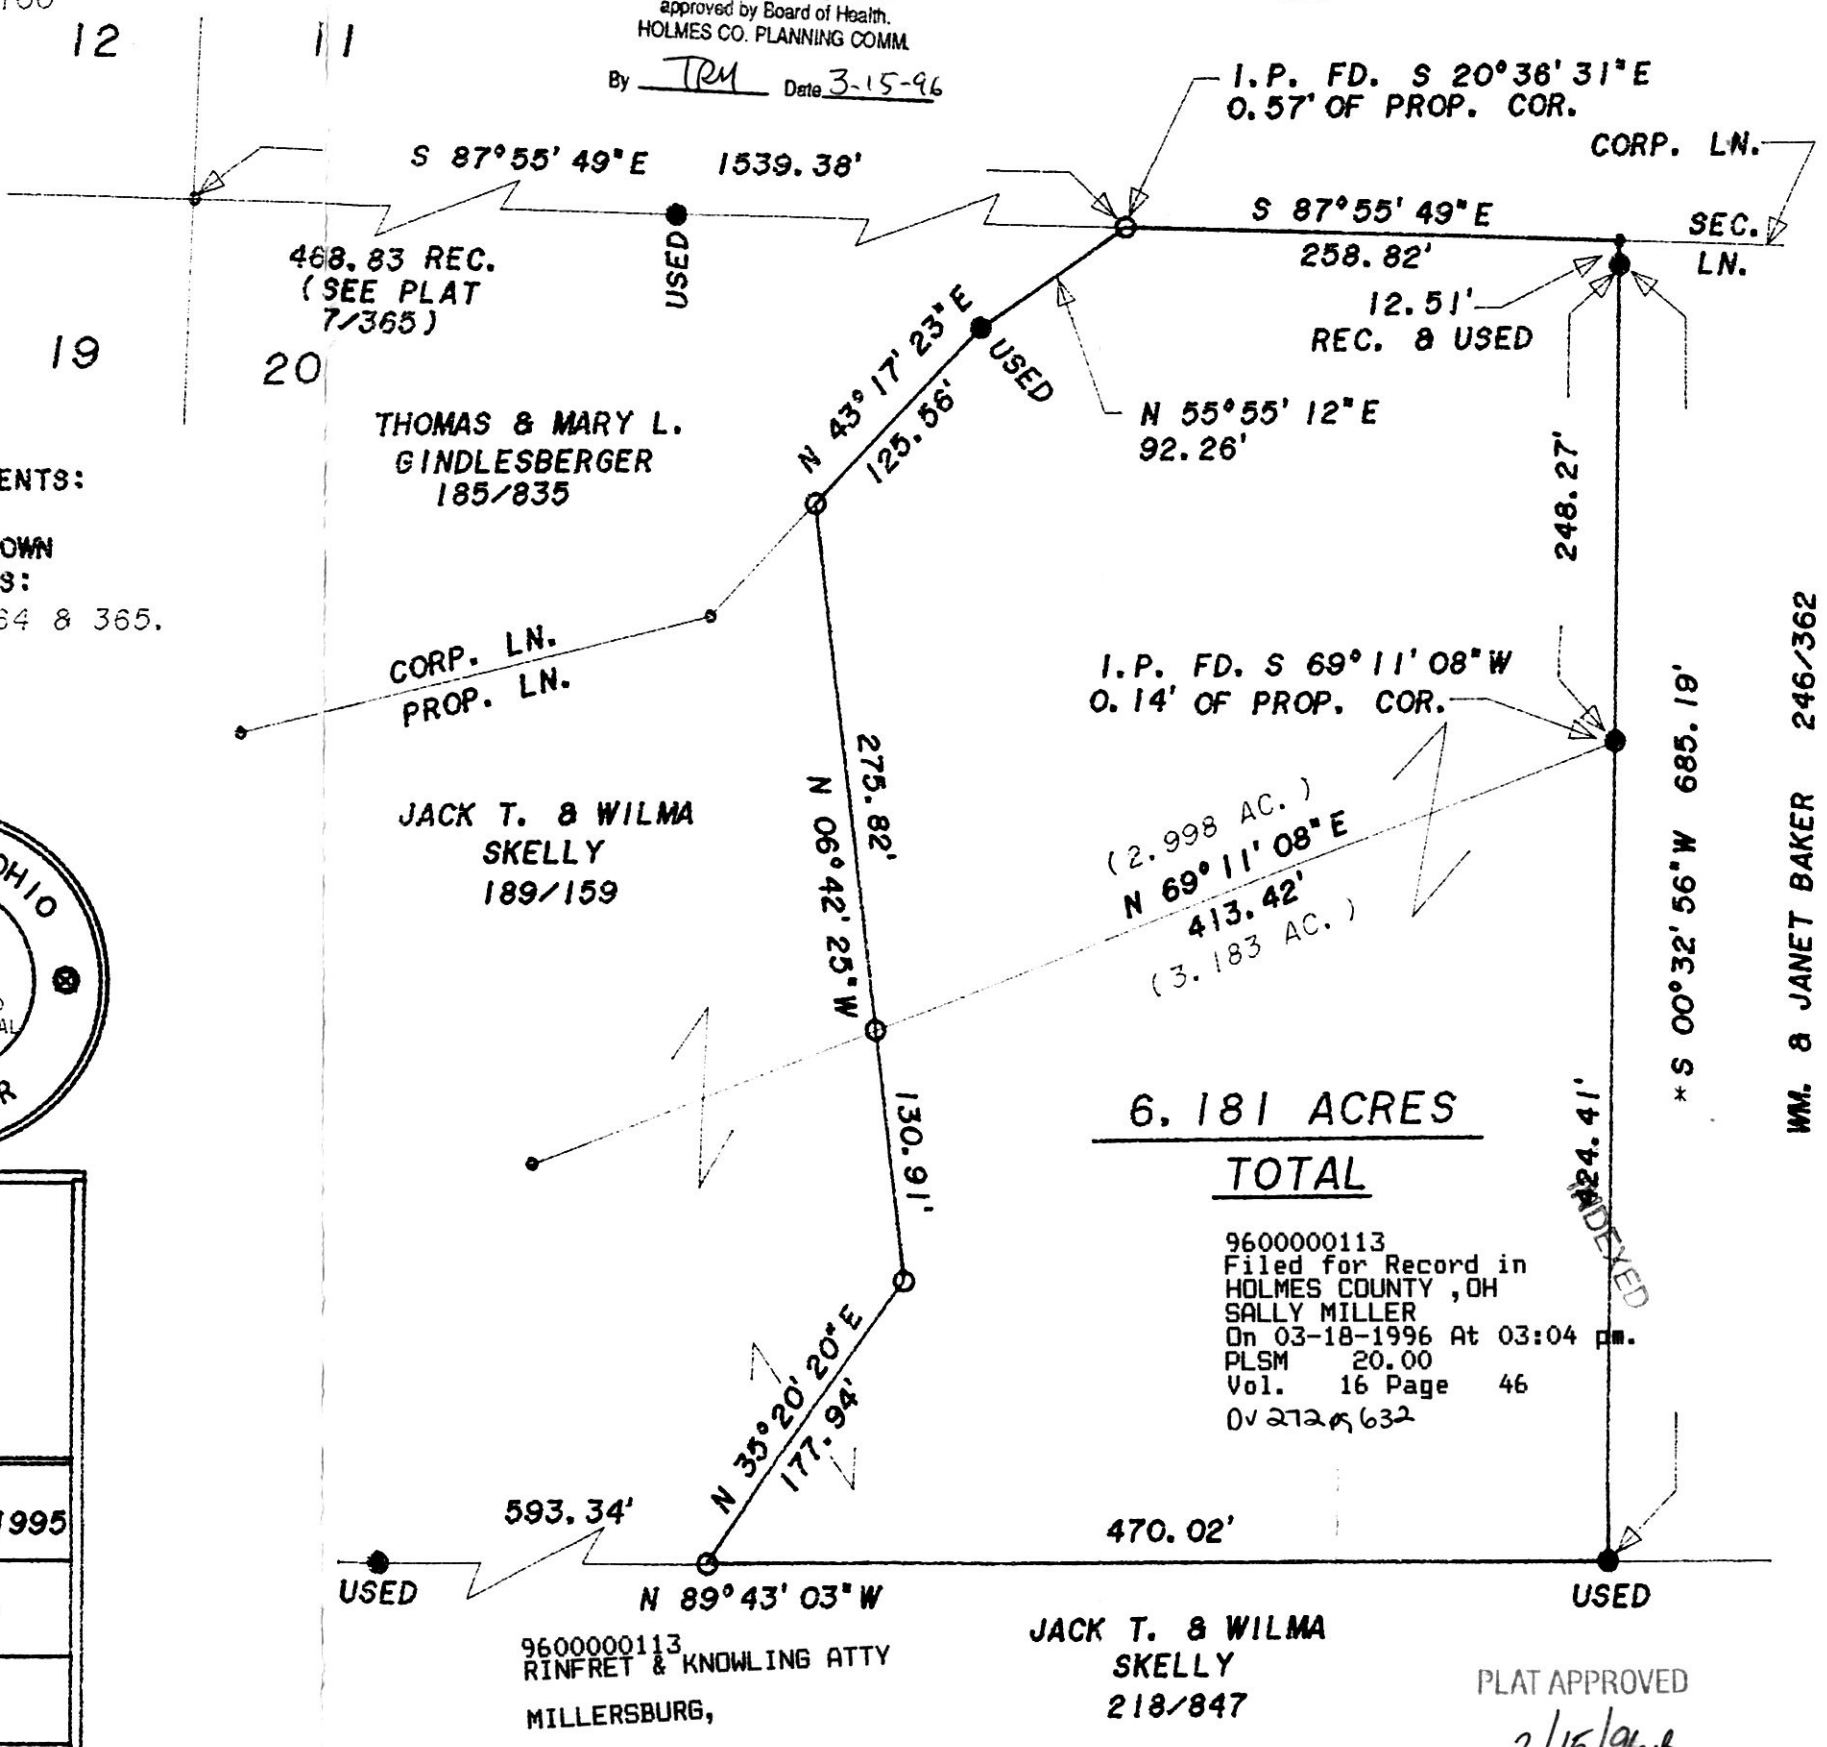 12
11
approved by Board of Health.
HOLMES CO. PLANNING COMM.
By TRM Date 3-15-96
I.P. FD. S 20°36'31"E
0.57' OF PROP. COR.
CORP. LN.
S 87°55'49"E 1539.38'
S 87°55'49"E
258.82'
SEC.
LN.
468.83 REC.
(SEE PLAT
7/365)
USED
12.51'
REC. & USED
19
20
N 43°17'23"E
125.56'
USED
N 55°55'12"E
92.26'
THOMAS & MARY L.
GINDLESBERGER
185/835
248.27'
ENTS:
OWN
S:
64 & 365.
CORP. LN.
PROP. LN.
I.P. FD. S 69°11'08"W
0.14' OF PROP. COR.
*S 00°32'56"W 685.19'
WM. & JANET BAKER 246/362
275.82'
N 06°42'25"W
JACK T. & WILMA
SKELLY
189/159
(2.998 AC.)
N 69°11'08"E
413.42'
(3.183 AC.)
OHIO
AL
R
130.91'
6.181 ACRES
TOTAL
424.41'
INDEXED
9600000113
Filed for Record in
HOLMES COUNTY ,OH
SALLY MILLER
On 03-18-1996 At 03:04 pm.
PLSM 20.00
Vol. 16 Page 46
OV 272 pg 632
N 35°20'20"E
177.94'
1995
593.34'
470.02'
USED
N 89°43'03"W
USED
9600000113
RINFRET & KNOWLING ATTY
MILLERSBURG,
JACK T. & WILMA
SKELLY
218/847
PLAT APPROVED